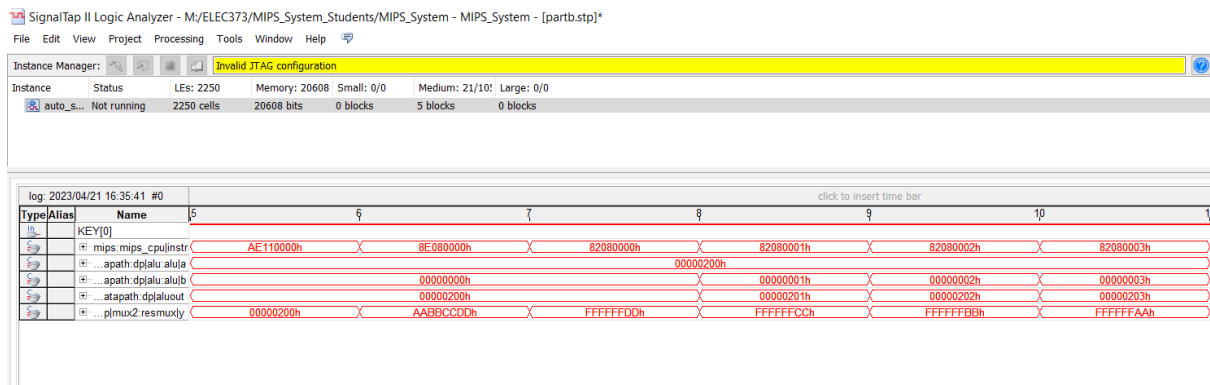 SignalTap II Logic Analyzer - M:/ELEC373/MIPS_System_Students/MIPS_System - MIPS_System - [partb.stp]*
File Edit View Project Processing Tools Window Help
Instance Manager: Invalid JTAG configuration
Instance Status LEs: 2250 Memory: 20608 Small: 0/0 Medium: 21/10 Large: 0/0
auto_s... Not running 2250 cells 20608 bits 0 blocks 5 blocks 0 blocks
log: 2023/04/21 16:35:41 #0 click to insert time bar
Type Alias Name 5 6 7 8 9 10 1
in KEY[0]
mips:mips_cpu|instr AE110000h 8E080000h 82080000h 82080001h 82080002h 82080003h
...apath:dp|alu:alu|a 00000200h
...apath:dp|alu:alu|b 00000000h 00000001h 00000002h 00000003h
...atapath:dp|aluout 00000200h 00000201h 00000202h 00000203h
...p|mux2:resmux|y 00000200h AABBCCDDh FFFFFFDDh FFFFFFCCh FFFFFFBBh FFFFFFAAh